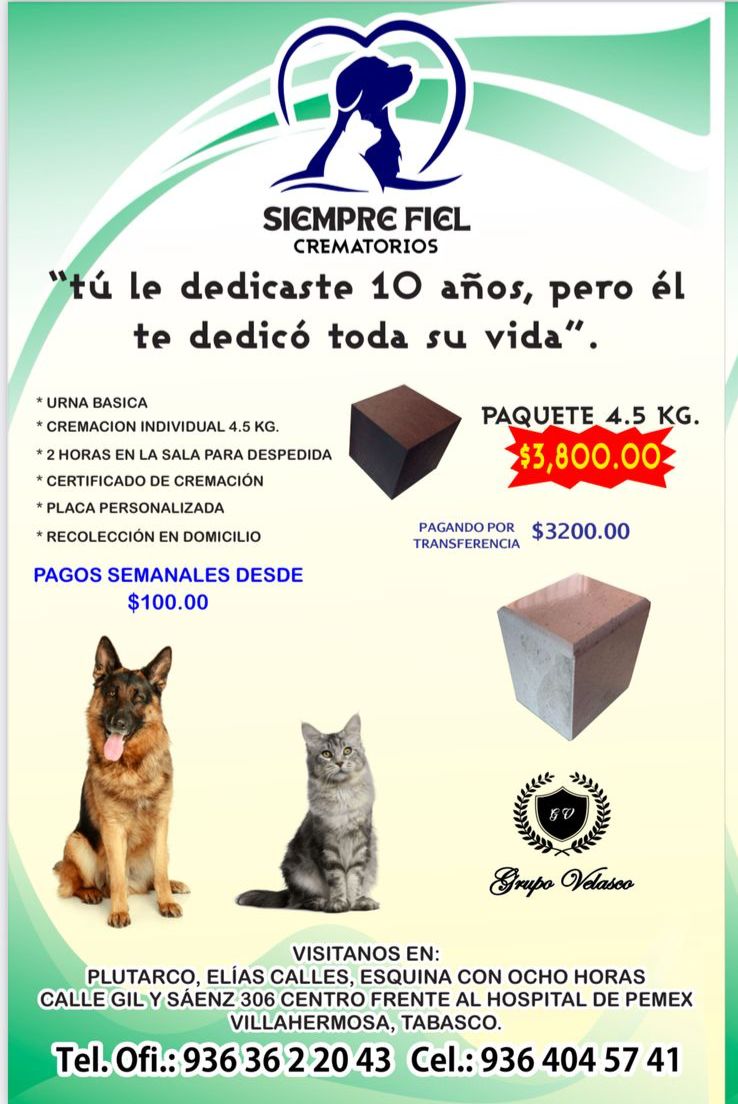 SIEMPRE FIEL
CREMATORIOS
“tú le dedicaste 10 años, pero él
te dedicó toda su vida”.
* URNA BASICA
* CREMACION INDIVIDUAL 4.5 KG.
* 2 HORAS EN LA SALA PARA DESPEDIDA
* CERTIFICADO DE CREMACIÓN
* PLACA PERSONALIZADA
* RECOLECCIÓN EN DOMICILIO
PAGOS SEMANALES DESDE
$100.00
PAQUETE 4.5 KG.
$3,800.00
PAGANDO POR
TRANSFERENCIA $3200.00
GV
Grupo Velasco
VISITANOS EN:
PLUTARCO, ELÍAS CALLES, ESQUINA CON OCHO HORAS
CALLE GIL Y SÁENZ 306 CENTRO FRENTE AL HOSPITAL DE PEMEX
VILLAHERMOSA, TABASCO.
Tel. Ofi.: 936 36 2 20 43 Cel.: 936 404 57 41